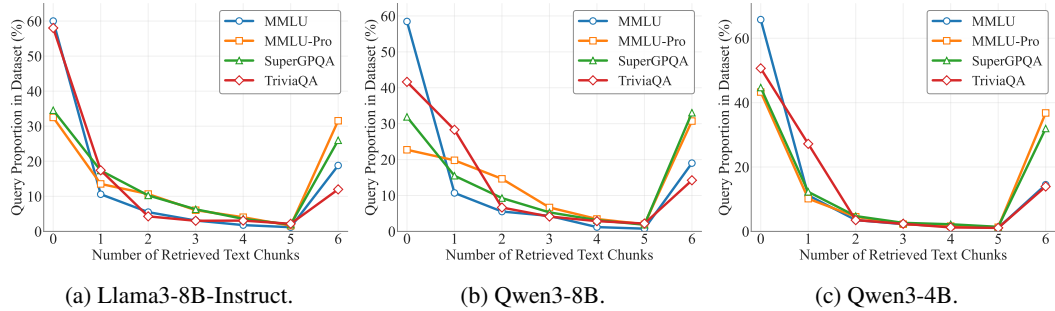 Query Proportion in Dataset (%)
60
50
40
30
20
10
0
MMLU
MMLU-Pro
SuperGPQA
TriviaQA
0 1 2 3 4 5 6
Number of Retrieved Text Chunks
(a) Llama3-8B-Instruct.
Query Proportion in Dataset (%)
60
50
40
30
20
10
0
MMLU
MMLU-Pro
SuperGPQA
TriviaQA
0 1 2 3 4 5 6
Number of Retrieved Text Chunks
(b) Qwen3-8B.
Query Proportion in Dataset (%)
60
40
20
0
MMLU
MMLU-Pro
SuperGPQA
TriviaQA
0 1 2 3 4 5 6
Number of Retrieved Text Chunks
(c) Qwen3-4B.